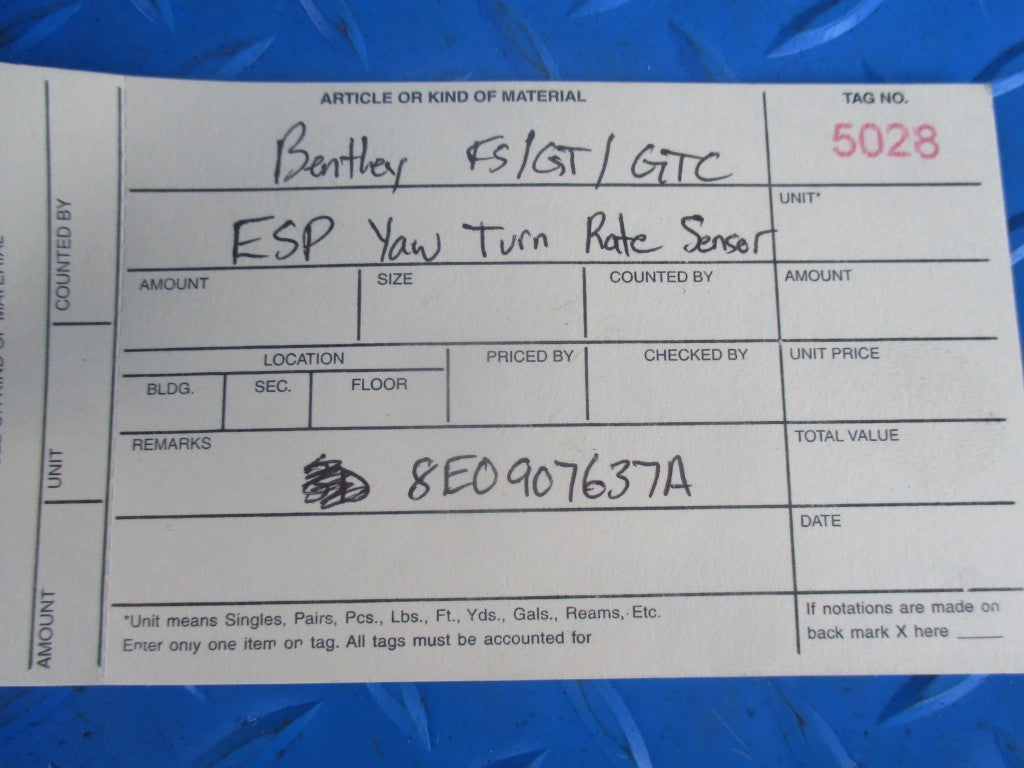 ARTICLE OR KIND OF MATERIAL
TAG NO.
Bentley FS/GT/GTC
5028
UNIT*
ESP Yaw Turn Rate Sensor
AMOUNT
SIZE
COUNTED BY
AMOUNT
LOCATION
PRICED BY
CHECKED BY
UNIT PRICE
BLDG.
SEC.
FLOOR
REMARKS
TOTAL VALUE
8E0907637A
DATE
*Unit means Singles, Pairs, Pcs., Lbs., Ft., Yds., Gals., Reams, Etc.
Enter only one item on tag. All tags must be accounted for
If notations are made on
back mark X here ____
COUNTED BY
UNIT
AMOUNT